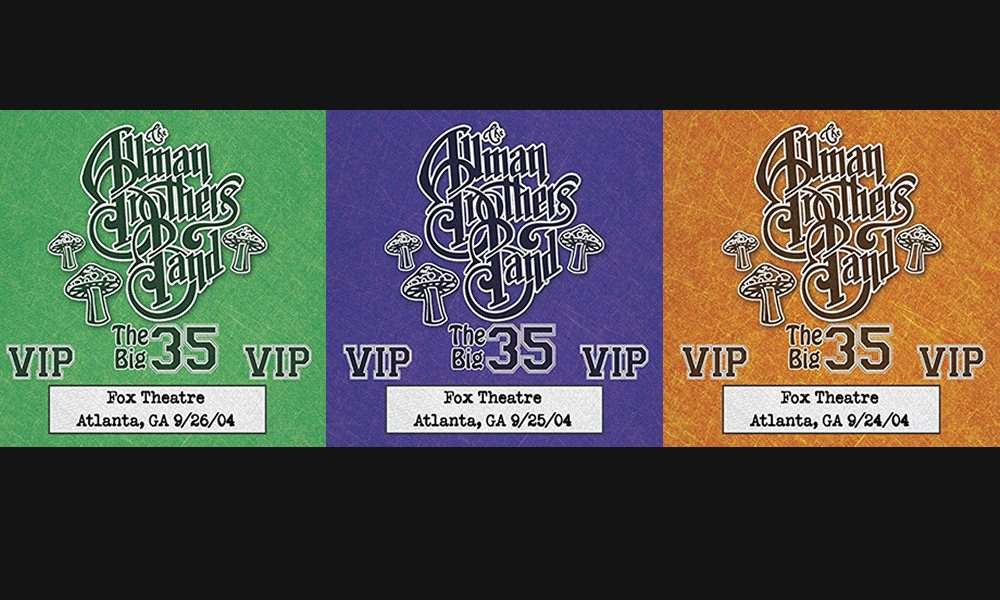 The
Allman
Brothers
Band
The
Big 35
VIP VIP
Fox Theatre
Atlanta, GA 9/26/04
The
Allman
Brothers
Band
The
Big 35
VIP VIP
Fox Theatre
Atlanta, GA 9/25/04
The
Allman
Brothers
Band
The
Big 35
VIP VIP
Fox Theatre
Atlanta, GA 9/24/04